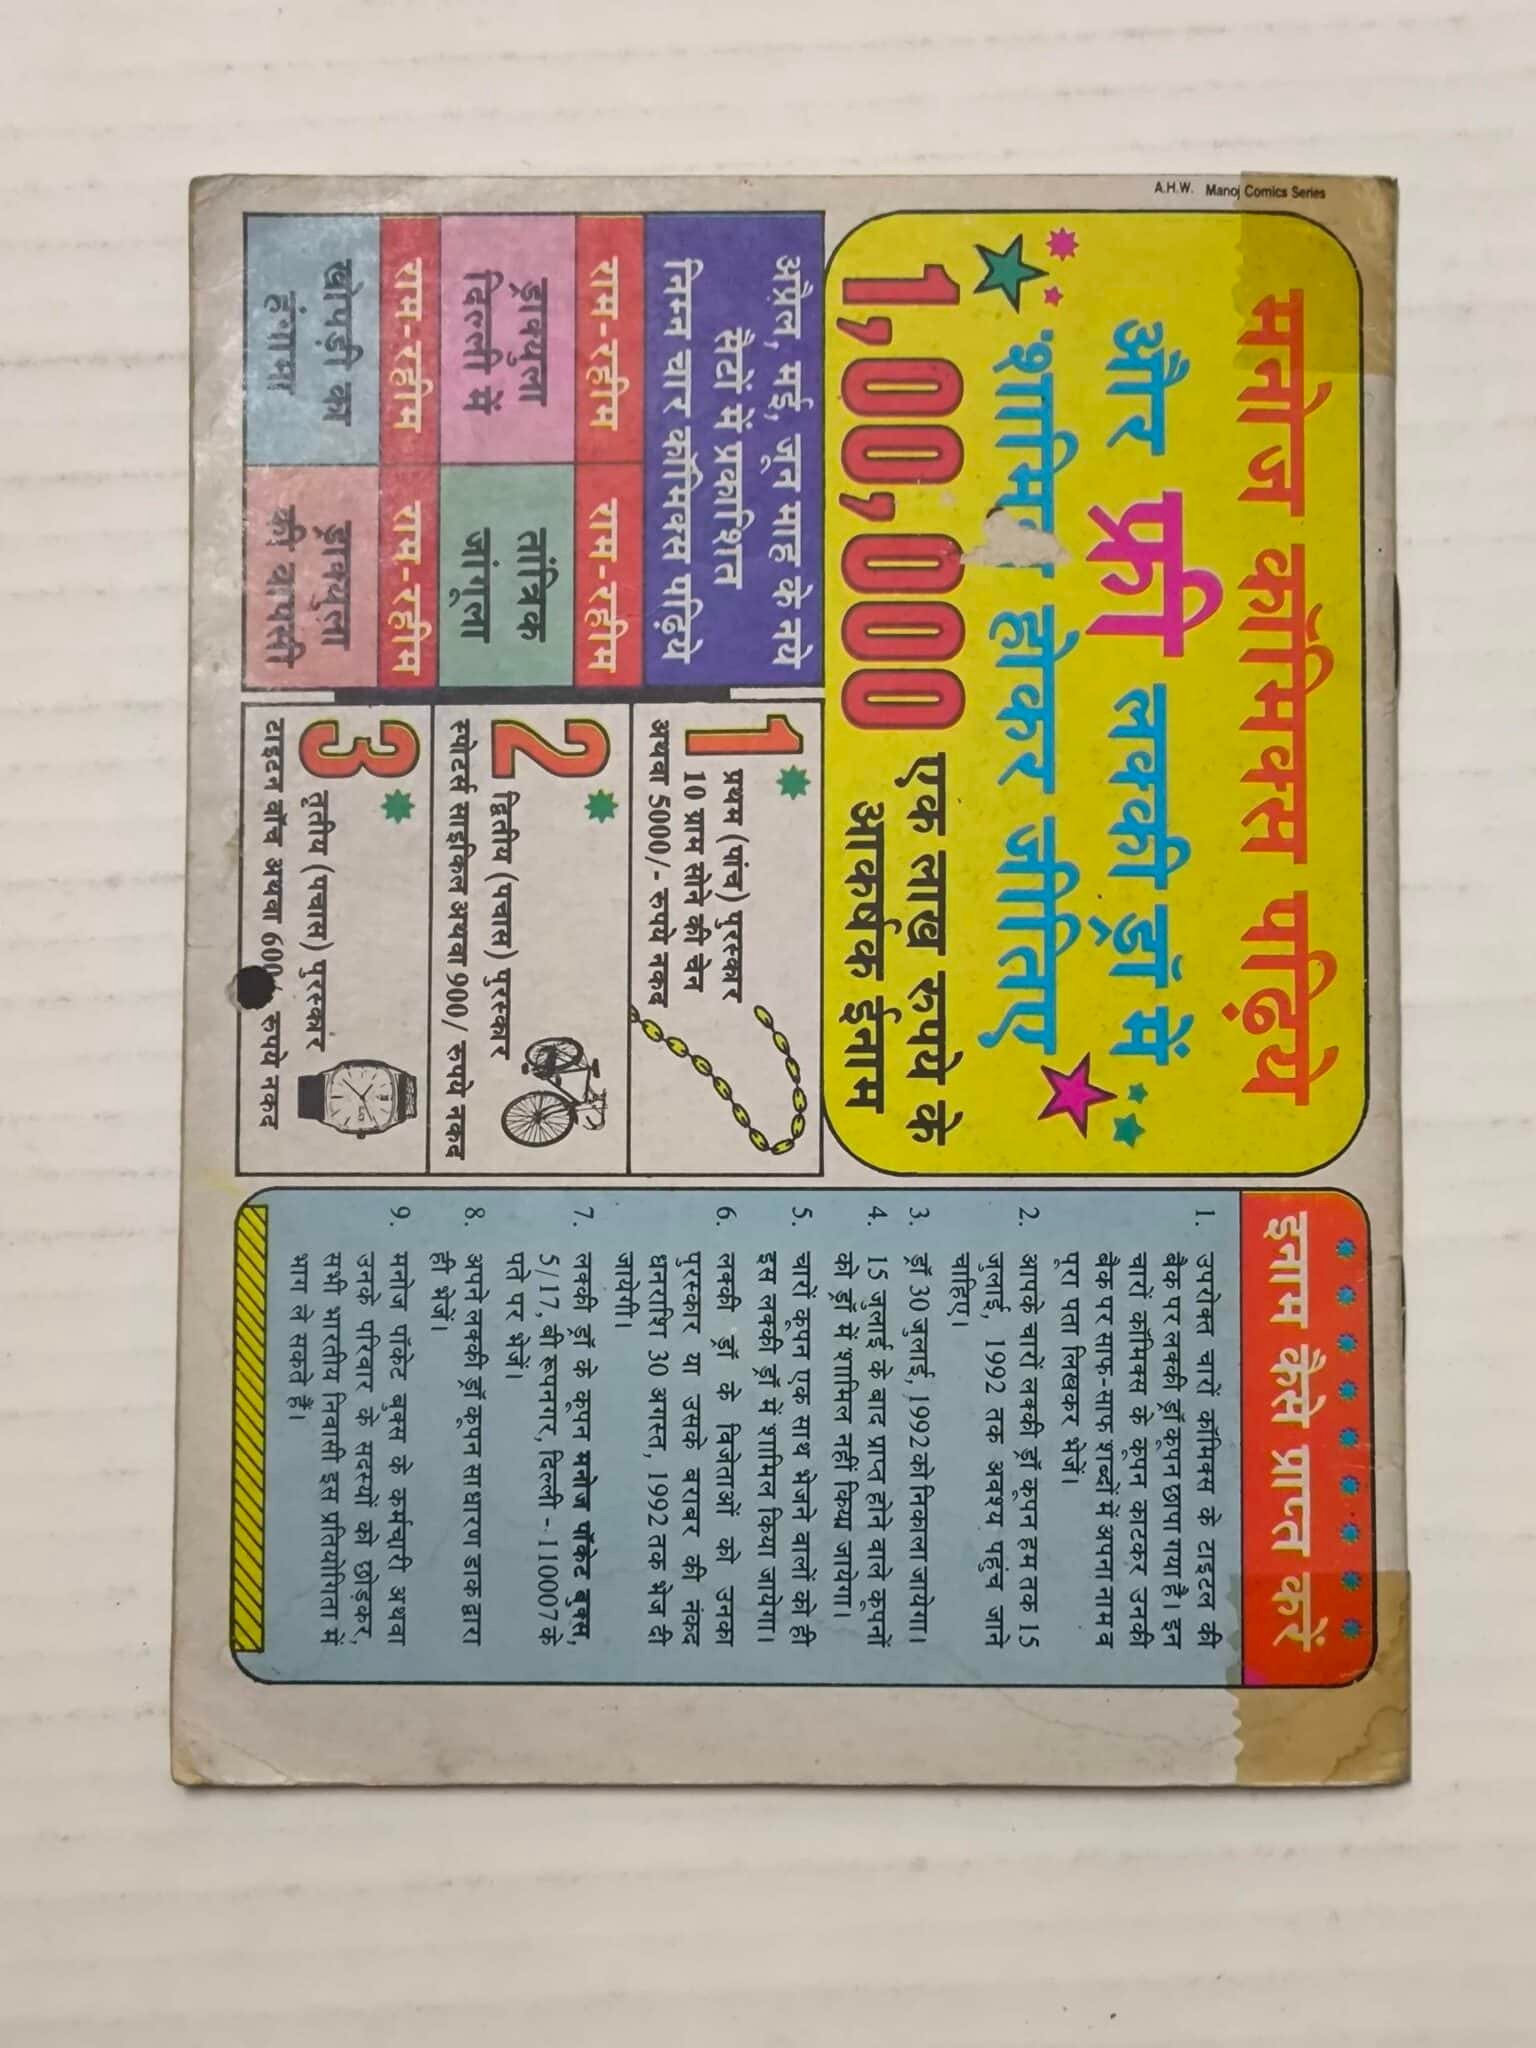 A.H.W. Manoj Comics Series
मनोज कॉमिक्स पढ़िये
और फ्री लक्की ड्रॉ में
शामिल होकर जीतिए
1,00,000 एक लाख रुपये के
आकर्षक ईनाम
अप्रैल, मई, जून माह के नये
सैटों में प्रकाशित
निम्न चार कॉमिक्स पढ़िये
राम-रहीम
ड्राक्युला
दिल्ली में
राम-रहीम
तांत्रिक
जांगूला
राम-रहीम
खोपड़ी का
हंगामा
राम-रहीम
ड्राक्युला
की वापसी
1 प्रथम (पांच) पुरस्कार
10 ग्राम सोने की चेन
अथवा 5000/- रुपये नकद
2 द्वितीय (पचास) पुरस्कार
स्पोटर्स साइकिल अथवा 900/ रुपये नकद
3 तृतीय (पचास) पुरस्कार
टाइटन वॉच अथवा 600/ रुपये नकद
इनाम कैसे प्राप्त करें
1. उपरोक्त चारों कॉमिक्स के टाइटल की
बैक पर लक्की ड्रॉ कूपन छापा गया है। इन
चारों कॉमिक्स के कूपन काटकर उनकी
बैक पर साफ-साफ शब्दों में अपना नाम व
पूरा पता लिखकर भेजें।
2. आपके चारों लक्की ड्रॉ कूपन हम तक 15
जुलाई, 1992 तक अवश्य पहुंच जाने
चाहिए।
3. ड्रॉ 30 जुलाई, 1992 को निकाला जायेगा।
4. 15 जुलाई के बाद प्राप्त होने वाले कूपनों
को ड्रॉ में शामिल नहीं किया जायेगा।
5. चारों कूपन एक साथ भेजने वालों को ही
इस लक्की ड्रॉ में शामिल किया जायेगा।
6. लक्की ड्रॉ के विजेताओं को उनका
पुरस्कार या उसके बराबर की नकद
धनराशि 30 अगस्त, 1992 तक भेज दी
जायेगी।
7. लक्की ड्रॉ के कूपन मनोज पॉकेट बुक्स,
5/17, बी रूपनगर, दिल्ली - 110007 के
पते पर भेजें।
8. अपने लक्की ड्रॉ कूपन साधारण डाक द्वारा
ही भेजें।
9. मनोज पॉकेट बुक्स के कर्मचारी अथवा
उनके परिवार के सदस्यों को छोड़कर,
सभी भारतीय निवासी इस प्रतियोगिता में
भाग ले सकते हैं।